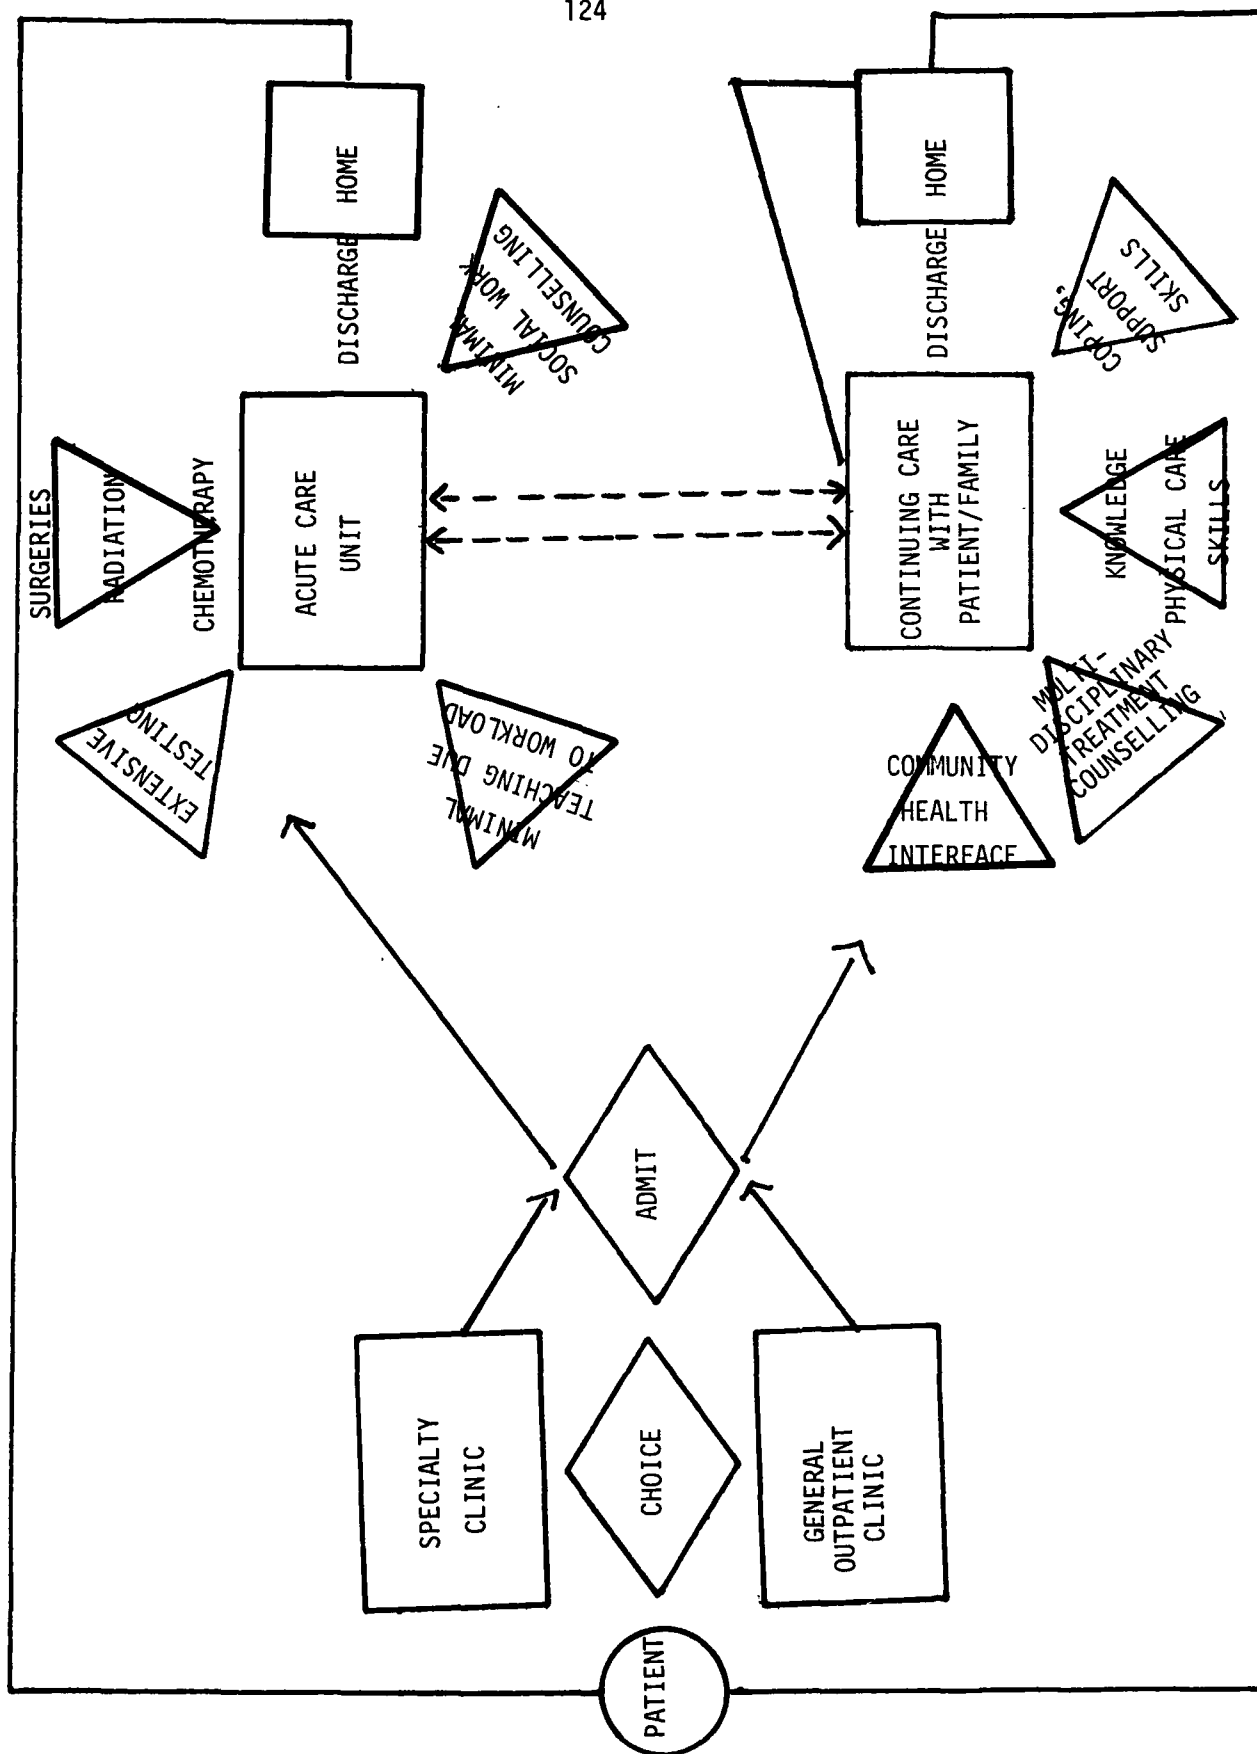 124
PATIENT
SPECIALTY
CLINIC
CHOICE
GENERAL
OUTPATIENT
CLINIC
ADMIT
EXTENSIVE
TESTING
SURGERIES
RADIATION
CHEMOTHERAPY
ACUTE CARE
UNIT
MINIMAL
TEACHING DUE
TO WORKLOAD
MINIMAL
SOCIAL WORK
COUNSELLING
DISCHARGE
HOME
COMMUNITY
HEALTH
INTERFACE
MULTI-
DISCIPLINARY
TREATMENT
COUNSELLING
CONTINUING CARE
WITH
PATIENT/FAMILY
KNOWLEDGE
PHYSICAL CARE
SKILLS
COPING,
SUPPORT
SKILLS
DISCHARGE
HOME